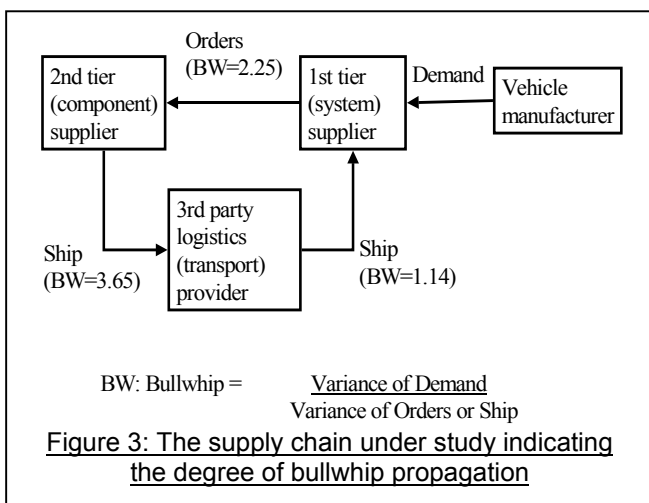 Orders
(BW=2.25)
2nd tier
(component)
supplier
1st tier
(system)
supplier
Demand
Vehicle
manufacturer
3rd party
logistics
(transport)
provider
Ship
(BW=3.65)
Ship
(BW=1.14)
BW: Bullwhip = Variance of Demand
Variance of Orders or Ship
Figure 3: The supply chain under study indicating
the degree of bullwhip propagation